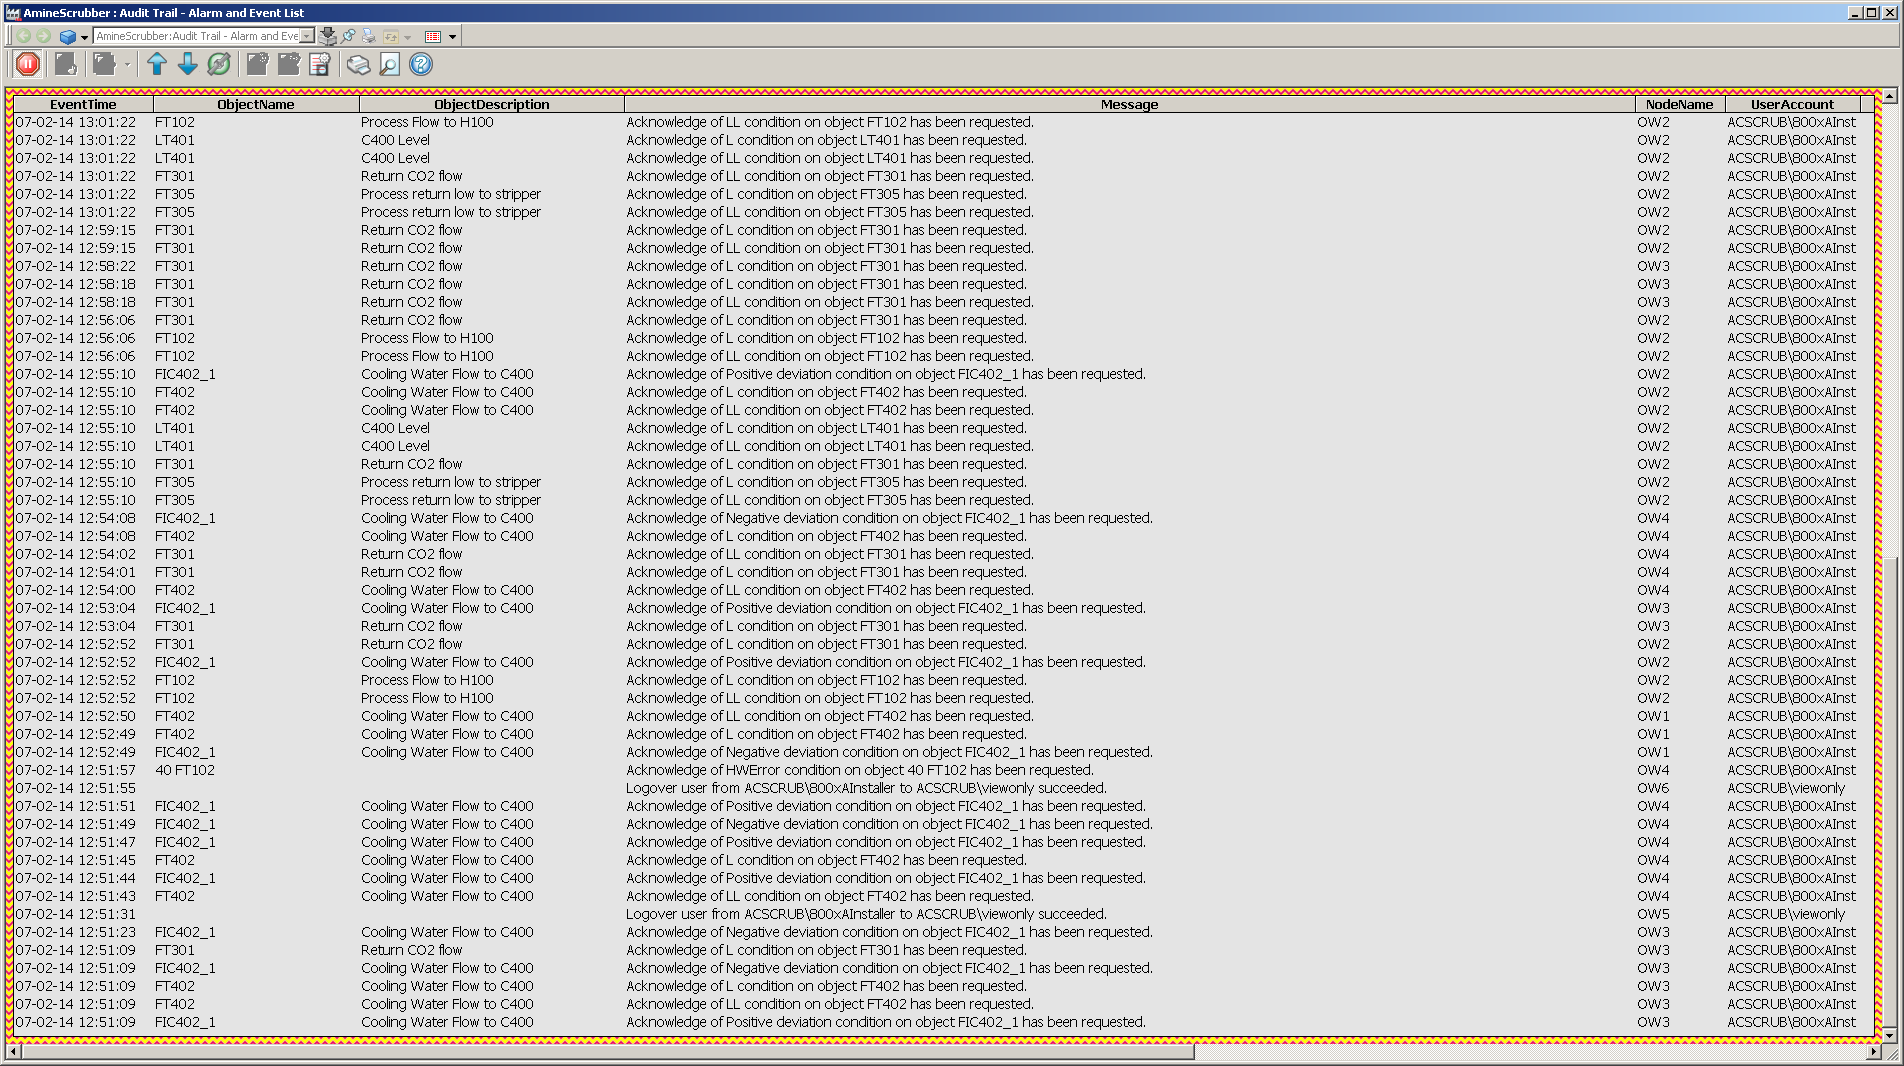 AmineScrubber : Audit Trail - Alarm and Event List
AmineScrubber:Audit Trail - Alarm and Eve
EventTime ObjectName ObjectDescription Message NodeName UserAccount
07-02-14 13:01:22 FT102 Process Flow to H100 Acknowledge of LL condition on object FT102 has been requested. OW2 ACSCRUB\800xAInst
07-02-14 13:01:22 LT401 C400 Level Acknowledge of L condition on object LT401 has been requested. OW2 ACSCRUB\800xAInst
07-02-14 13:01:22 LT401 C400 Level Acknowledge of LL condition on object LT401 has been requested. OW2 ACSCRUB\800xAInst
07-02-14 13:01:22 FT301 Return CO2 flow Acknowledge of LL condition on object FT301 has been requested. OW2 ACSCRUB\800xAInst
07-02-14 13:01:22 FT305 Process return low to stripper Acknowledge of L condition on object FT305 has been requested. OW2 ACSCRUB\800xAInst
07-02-14 13:01:22 FT305 Process return low to stripper Acknowledge of LL condition on object FT305 has been requested. OW2 ACSCRUB\800xAInst
07-02-14 12:59:15 FT301 Return CO2 flow Acknowledge of L condition on object FT301 has been requested. OW2 ACSCRUB\800xAInst
07-02-14 12:59:15 FT301 Return CO2 flow Acknowledge of LL condition on object FT301 has been requested. OW2 ACSCRUB\800xAInst
07-02-14 12:58:22 FT301 Return CO2 flow Acknowledge of L condition on object FT301 has been requested. OW3 ACSCRUB\800xAInst
07-02-14 12:58:18 FT301 Return CO2 flow Acknowledge of L condition on object FT301 has been requested. OW3 ACSCRUB\800xAInst
07-02-14 12:58:18 FT301 Return CO2 flow Acknowledge of LL condition on object FT301 has been requested. OW3 ACSCRUB\800xAInst
07-02-14 12:56:06 FT301 Return CO2 flow Acknowledge of L condition on object FT301 has been requested. OW2 ACSCRUB\800xAInst
07-02-14 12:56:06 FT102 Process Flow to H100 Acknowledge of L condition on object FT102 has been requested. OW2 ACSCRUB\800xAInst
07-02-14 12:56:06 FT102 Process Flow to H100 Acknowledge of LL condition on object FT102 has been requested. OW2 ACSCRUB\800xAInst
07-02-14 12:55:10 FIC402_1 Cooling Water Flow to C400 Acknowledge of Positive deviation condition on object FIC402_1 has been requested. OW2 ACSCRUB\800xAInst
07-02-14 12:55:10 FT402 Cooling Water Flow to C400 Acknowledge of LL condition on object FT402 has been requested. OW2 ACSCRUB\800xAInst
07-02-14 12:55:10 FT402 Cooling Water Flow to C400 Acknowledge of LL condition on object FT402 has been requested. OW2 ACSCRUB\800xAInst
07-02-14 12:55:10 LT401 C400 Level Acknowledge of L condition on object LT401 has been requested. OW2 ACSCRUB\800xAInst
07-02-14 12:55:10 LT401 C400 Level Acknowledge of LL condition on object LT401 has been requested. OW2 ACSCRUB\800xAInst
07-02-14 12:55:10 FT301 Return CO2 flow Acknowledge of L condition on object FT301 has been requested. OW2 ACSCRUB\800xAInst
07-02-14 12:55:10 FT305 Process return low to stripper Acknowledge of L condition on object FT305 has been requested. OW2 ACSCRUB\800xAInst
07-02-14 12:55:10 FT305 Process return low to stripper Acknowledge of LL condition on object FT305 has been requested. OW2 ACSCRUB\800xAInst
07-02-14 12:54:08 FIC402_1 Cooling Water Flow to C400 Acknowledge of Negative deviation condition on object FIC402_1 has been requested. OW4 ACSCRUB\800xAInst
07-02-14 12:54:08 FT402 Cooling Water Flow to C400 Acknowledge of L condition on object FT402 has been requested. OW4 ACSCRUB\800xAInst
07-02-14 12:54:02 FT301 Return CO2 flow Acknowledge of LL condition on object FT301 has been requested. OW4 ACSCRUB\800xAInst
07-02-14 12:54:01 FT301 Return CO2 flow Acknowledge of L condition on object FT301 has been requested. OW4 ACSCRUB\800xAInst
07-02-14 12:54:00 FT402 Cooling Water Flow to C400 Acknowledge of LL condition on object FT402 has been requested. OW4 ACSCRUB\800xAInst
07-02-14 12:53:04 FIC402_1 Cooling Water Flow to C400 Acknowledge of Positive deviation condition on object FIC402_1 has been requested. OW3 ACSCRUB\800xAInst
07-02-14 12:53:04 FT301 Return CO2 flow Acknowledge of L condition on object FT301 has been requested. OW3 ACSCRUB\800xAInst
07-02-14 12:52:52 FT301 Return CO2 flow Acknowledge of L condition on object FT301 has been requested. OW2 ACSCRUB\800xAInst
07-02-14 12:52:52 FIC402_1 Cooling Water Flow to C400 Acknowledge of Positive deviation condition on object FIC402_1 has been requested. OW2 ACSCRUB\800xAInst
07-02-14 12:52:52 FT102 Process Flow to H100 Acknowledge of L condition on object FT102 has been requested. OW2 ACSCRUB\800xAInst
07-02-14 12:52:52 FT102 Process Flow to H100 Acknowledge of LL condition on object FT102 has been requested. OW2 ACSCRUB\800xAInst
07-02-14 12:52:50 FT402 Cooling Water Flow to C400 Acknowledge of LL condition on object FT402 has been requested. OW1 ACSCRUB\800xAInst
07-02-14 12:52:49 FT402 Cooling Water Flow to C400 Acknowledge of L condition on object FT402 has been requested. OW1 ACSCRUB\800xAInst
07-02-14 12:52:49 FIC402_1 Cooling Water Flow to C400 Acknowledge of Negative deviation condition on object FIC402_1 has been requested. OW1 ACSCRUB\800xAInst
07-02-14 12:51:57 40 FT102 Acknowledge of HWError condition on object 40 FT102 has been requested. OW4 ACSCRUB\800xAInst
07-02-14 12:51:55 Logover user from ACSCRUB\800xAInstaller to ACSCRUB\viewonly succeeded. OW6 ACSCRUB\viewonly
07-02-14 12:51:51 FIC402_1 Cooling Water Flow to C400 Acknowledge of Positive deviation condition on object FIC402_1 has been requested. OW4 ACSCRUB\800xAInst
07-02-14 12:51:49 FIC402_1 Cooling Water Flow to C400 Acknowledge of Negative deviation condition on object FIC402_1 has been requested. OW4 ACSCRUB\800xAInst
07-02-14 12:51:47 FIC402_1 Cooling Water Flow to C400 Acknowledge of Positive deviation condition on object FIC402_1 has been requested. OW4 ACSCRUB\800xAInst
07-02-14 12:51:45 FT402 Cooling Water Flow to C400 Acknowledge of L condition on object FT402 has been requested. OW4 ACSCRUB\800xAInst
07-02-14 12:51:44 FIC402_1 Cooling Water Flow to C400 Acknowledge of Positive deviation condition on object FIC402_1 has been requested. OW4 ACSCRUB\800xAInst
07-02-14 12:51:43 FT402 Cooling Water Flow to C400 Acknowledge of LL condition on object FT402 has been requested. OW4 ACSCRUB\800xAInst
07-02-14 12:51:31 Logover user from ACSCRUB\800xAInstaller to ACSCRUB\viewonly succeeded. OW5 ACSCRUB\viewonly
07-02-14 12:51:23 FIC402_1 Cooling Water Flow to C400 Acknowledge of Negative deviation condition on object FIC402_1 has been requested. OW3 ACSCRUB\800xAInst
07-02-14 12:51:09 FT301 Return CO2 flow Acknowledge of L condition on object FT301 has been requested. OW3 ACSCRUB\800xAInst
07-02-14 12:51:09 FIC402_1 Cooling Water Flow to C400 Acknowledge of Negative deviation condition on object FIC402_1 has been requested. OW3 ACSCRUB\800xAInst
07-02-14 12:51:09 FT402 Cooling Water Flow to C400 Acknowledge of L condition on object FT402 has been requested. OW3 ACSCRUB\800xAInst
07-02-14 12:51:09 FT402 Cooling Water Flow to C400 Acknowledge of LL condition on object FT402 has been requested. OW3 ACSCRUB\800xAInst
07-02-14 12:51:09 FIC402_1 Cooling Water Flow to C400 Acknowledge of Positive deviation condition on object FIC402_1 has been requested. OW3 ACSCRUB\800xAInst